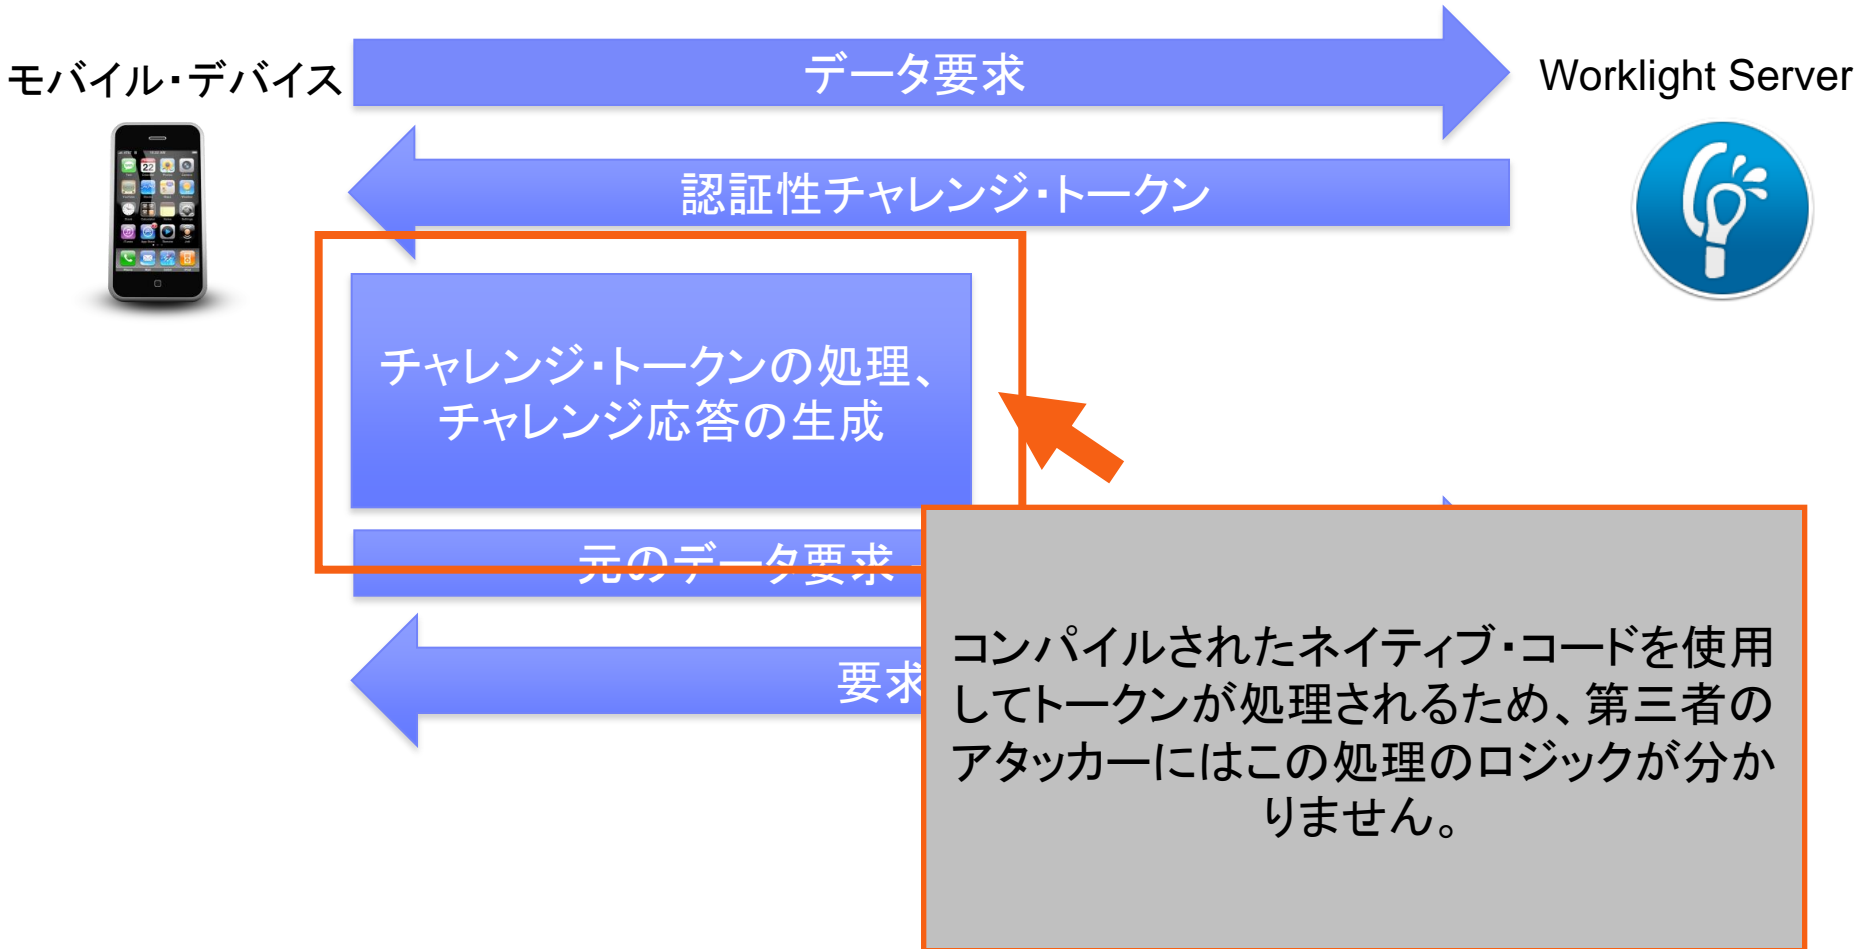 データ要求
モバイル・デバイス
Worklight Server
認証性チャレンジ・トークン
チャレンジ・トークンの処理、
チャレンジ応答の生成
元のデータ要求
要求
コンパイルされたネイティブ・コードを使用
してトークンが処理されるため、第三者の
アタッカーにはこの処理のロジックが分か
りません。